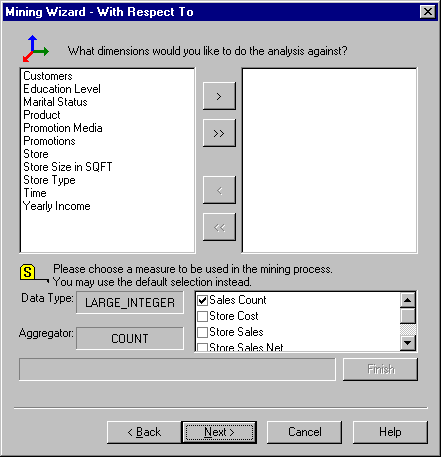 Mining Wizard - With Respect To
What dimensions would you like to do the analysis against?
Customers
Education Level
Marital Status
Product
Promotion Media
Promotions
Store
Store Size in SQFT
Store Type
Time
Yearly Income
>
>>
<
<<
S
Please choose a measure to be used in the mining process.
You may use the default selection instead.
Data Type: LARGE_INTEGER
Aggregator: COUNT
Sales Count
Store Cost
Store Sales
Store Sales Net
Finish
< Back
Next >
Cancel
Help